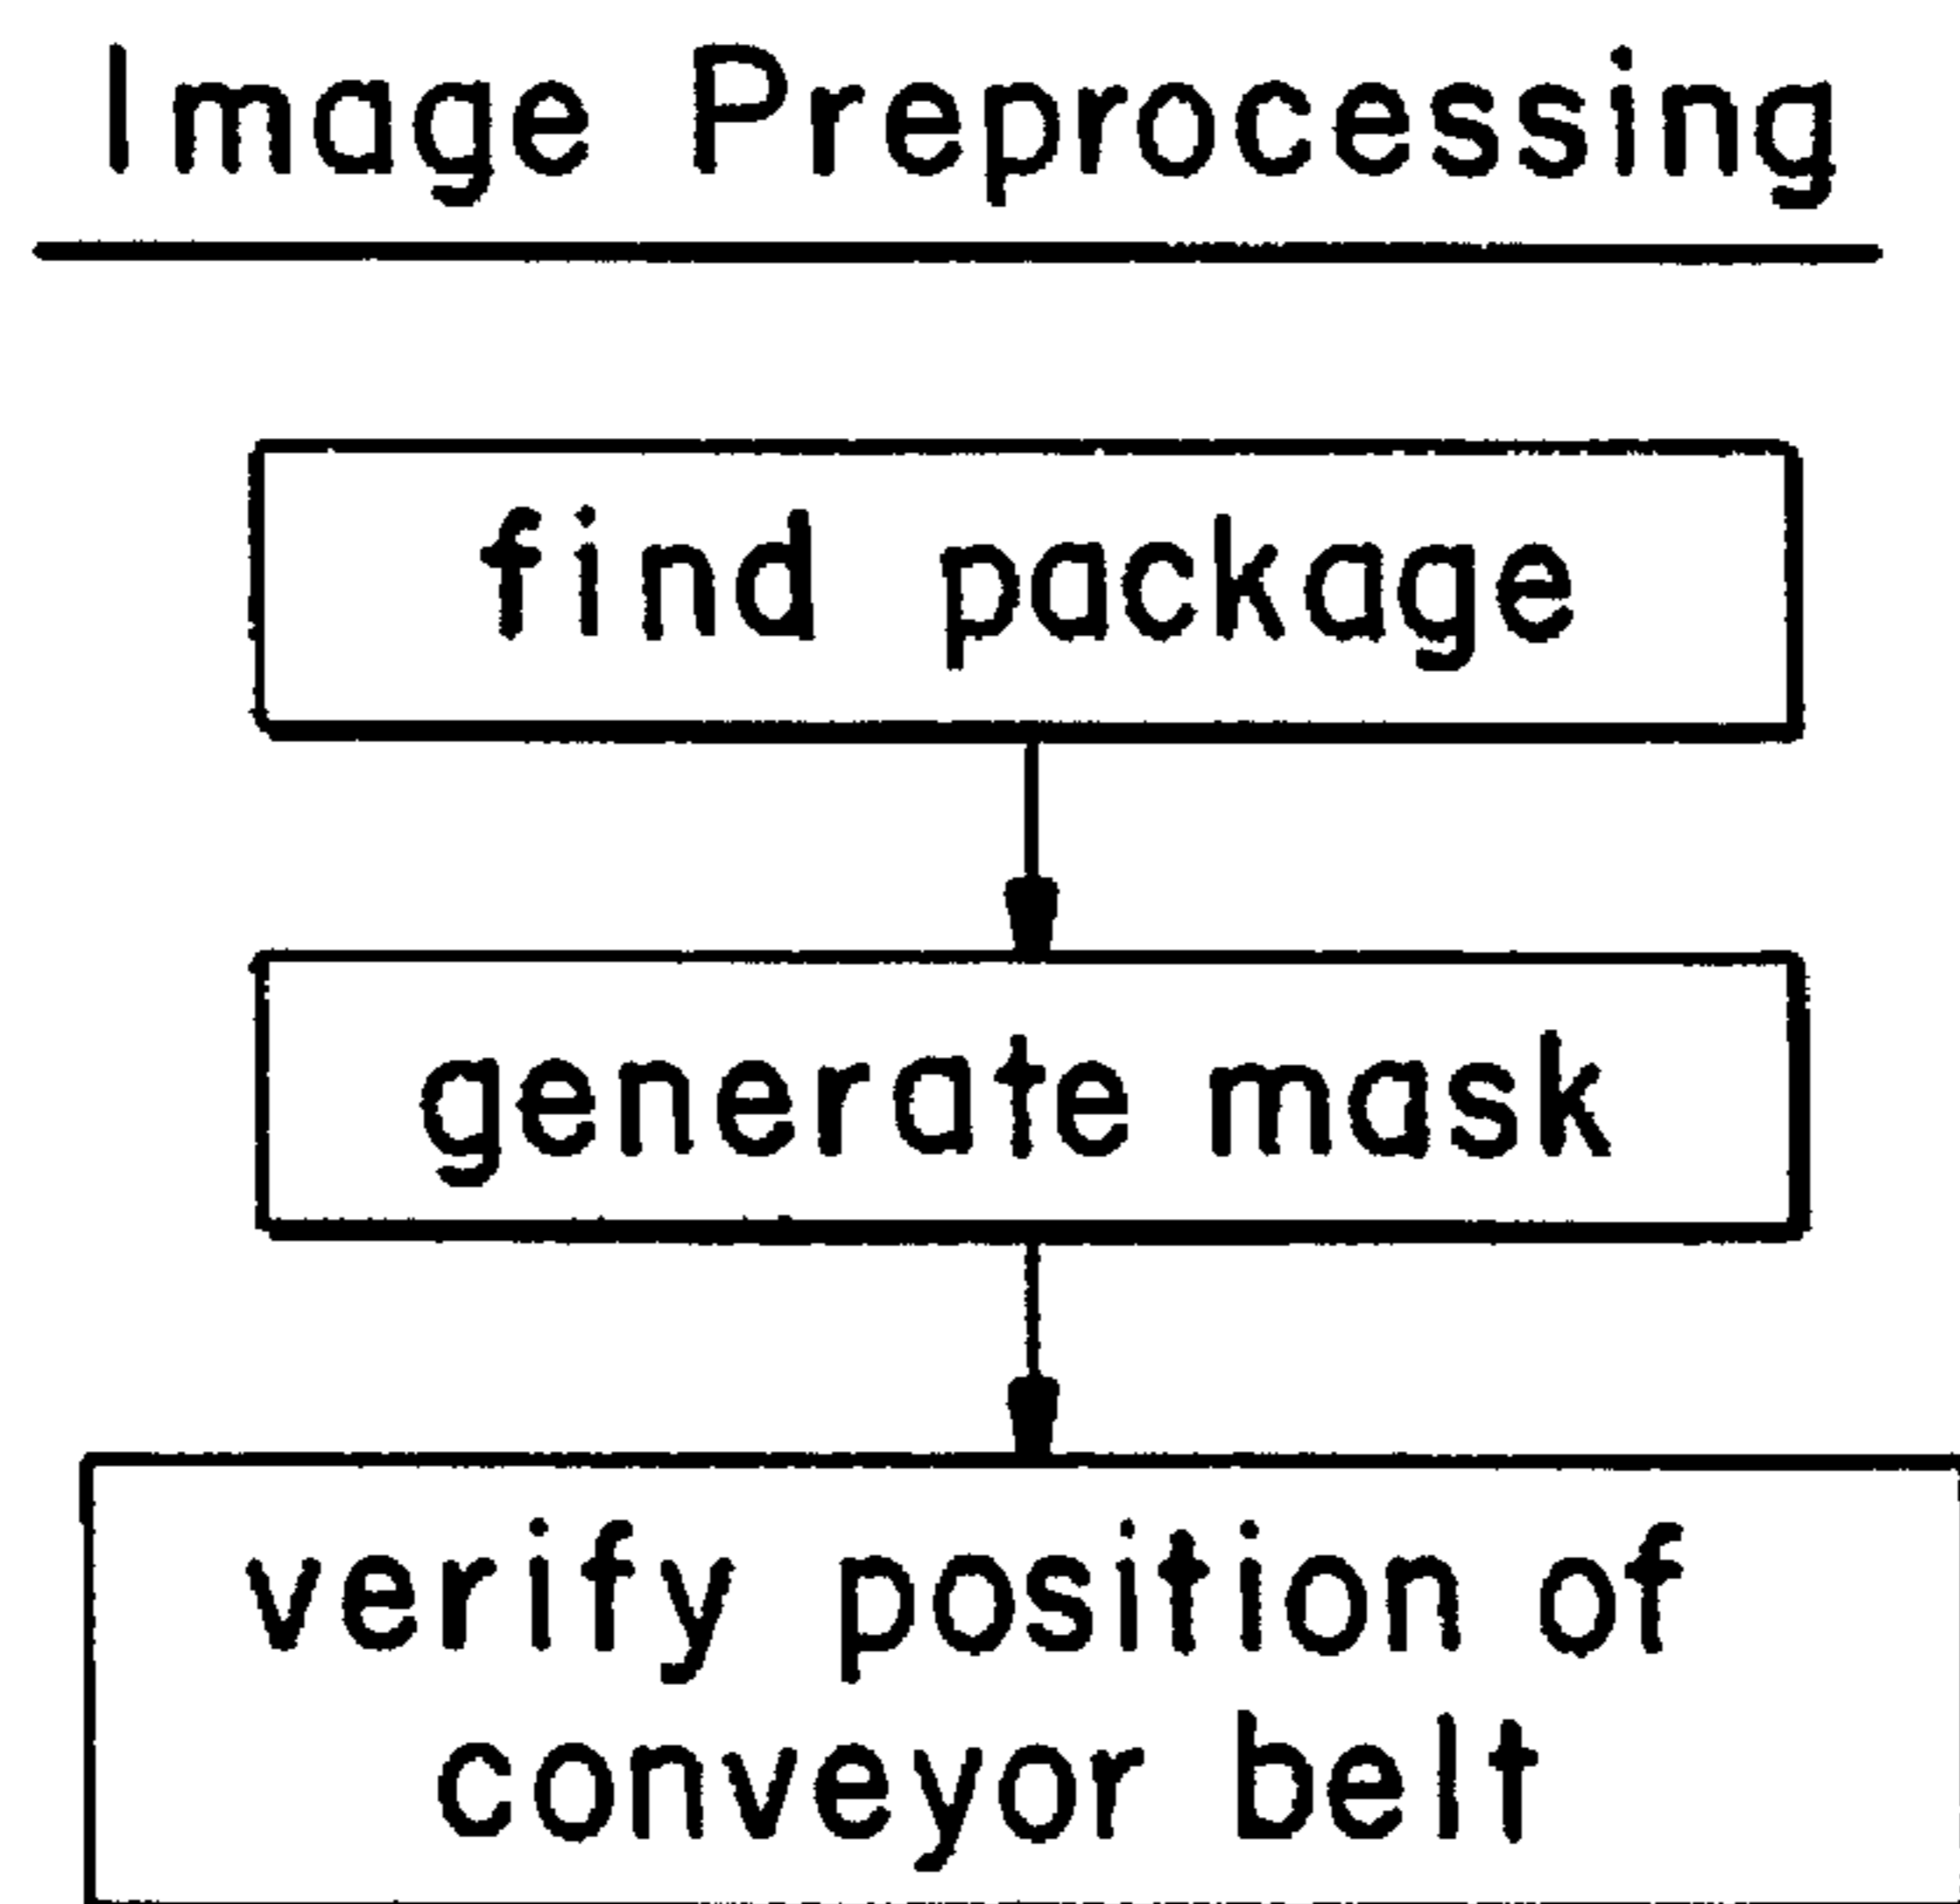 Image Preprocessing
find package
generate mask
verify position of
conveyor belt